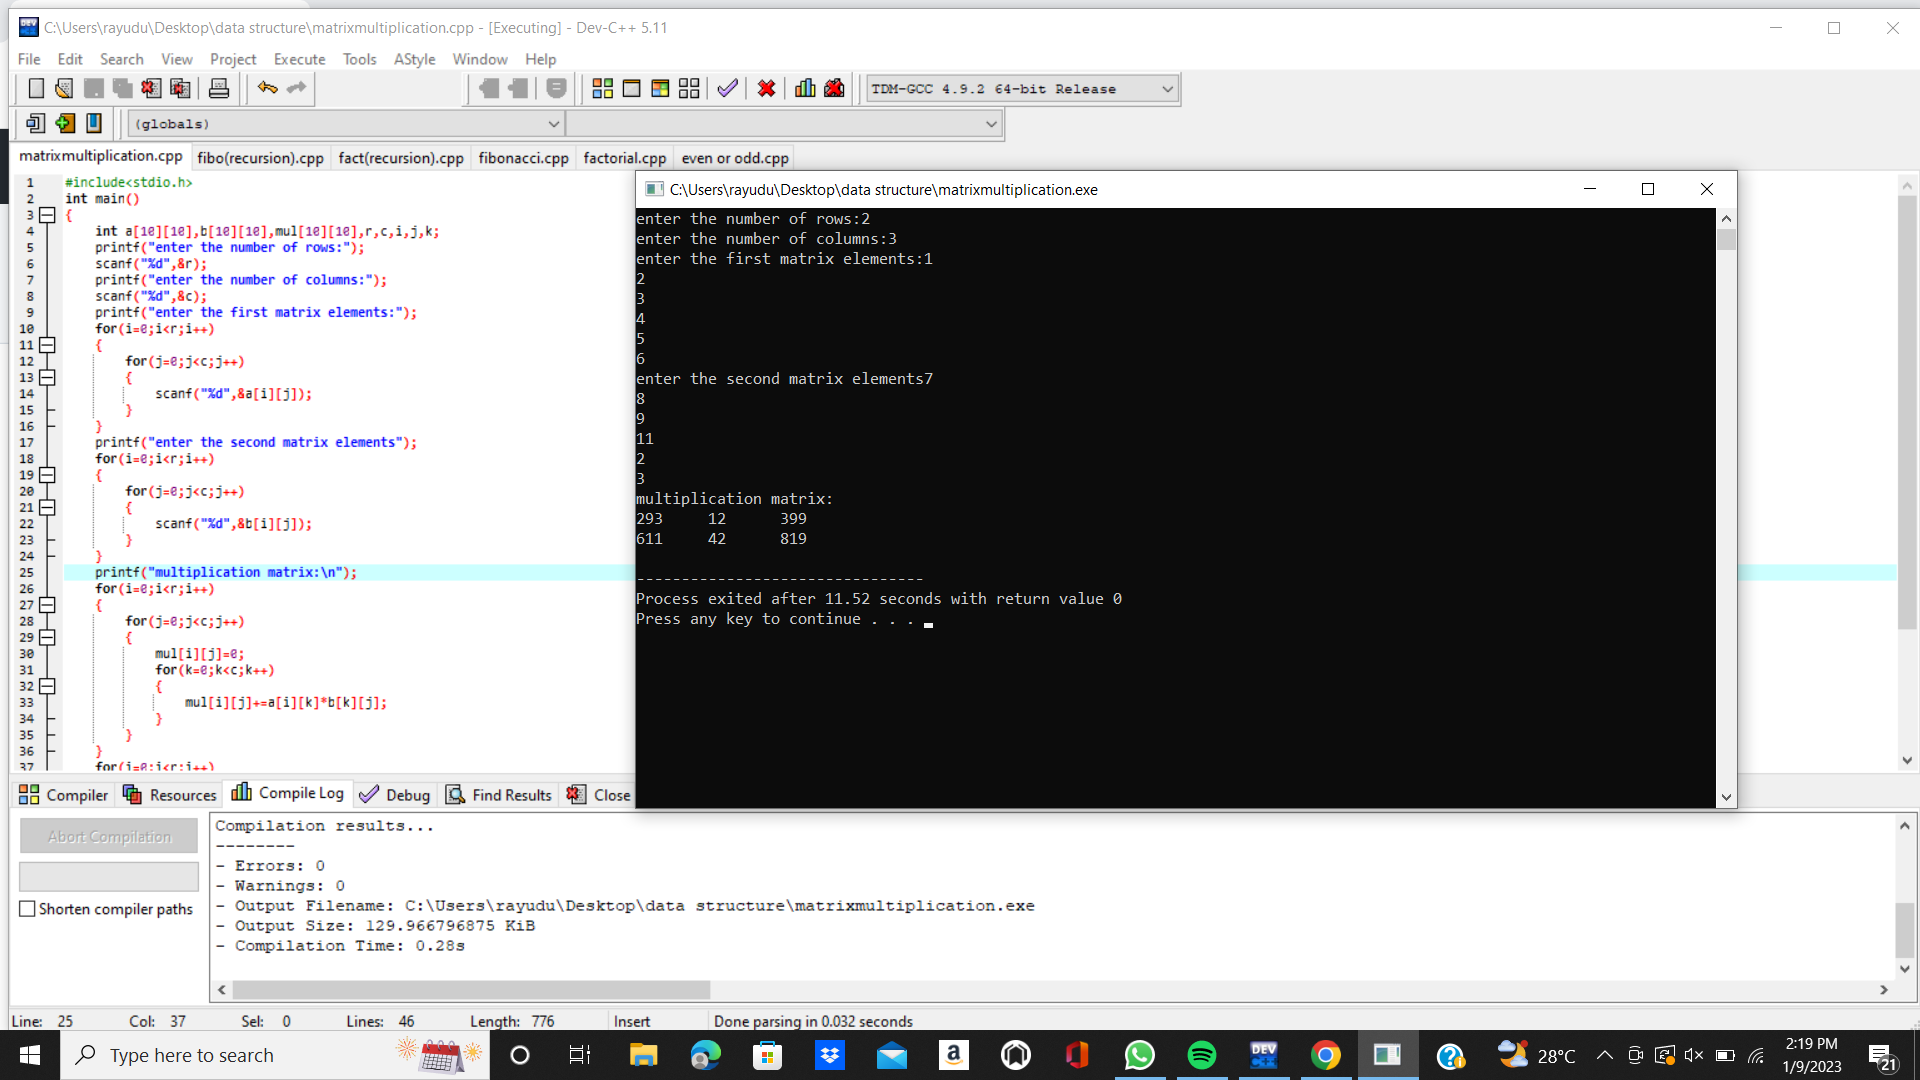 C:\Users\rayudu\Desktop\data structure\matrixmultiplication.cpp - [Executing] - Dev-C++ 5.11
File Edit Search View Project Execute Tools AStyle Window Help
TDM-GCC 4.9.2 64-bit Release
(globals)
matrixmultiplication.cpp fibo(recursion).cpp fact(recursion).cpp fibonacci.cpp factorial.cpp even or odd.cpp
1 #include<stdio.h>
2 int main()
3 {
4 int a[10][10],b[10][10],mul[10][10],r,c,i,j,k;
5 printf("enter the number of rows:");
6 scanf("%d",&r);
7 printf("enter the number of columns:");
8 scanf("%d",&c);
9 printf("enter the first matrix elements:");
10 for(i=0;i<r;i++)
11 {
12 for(j=0;j<c;j++)
13 {
14 scanf("%d",&a[i][j]);
15 }
16 }
17 printf("enter the second matrix elements");
18 for(i=0;i<r;i++)
19 {
20 for(j=0;j<c;j++)
21 {
22 scanf("%d",&b[i][j]);
23 }
24 }
25 printf("multiplication matrix:\n");
26 for(i=0;i<r;i++)
27 {
28 for(j=0;j<c;j++)
29 {
30 mul[i][j]=0;
31 for(k=0;k<c;k++)
32 {
33 mul[i][j]+=a[i][k]*b[k][j];
34 }
35 }
36 }
37 for(i=0;i<r;i++)
C:\Users\rayudu\Desktop\data structure\matrixmultiplication.exe
enter the number of rows:2
enter the number of columns:3
enter the first matrix elements:1
2
3
4
5
6
enter the second matrix elements7
8
9
11
2
3
multiplication matrix:
293 12 399
611 42 819
--------------------------------
Process exited after 11.52 seconds with return value 0
Press any key to continue . . .
Compiler Resources Compile Log Debug Find Results Close
Abort Compilation
Shorten compiler paths
Compilation results...
--------
- Errors: 0
- Warnings: 0
- Output Filename: C:\Users\rayudu\Desktop\data structure\matrixmultiplication.exe
- Output Size: 129.966796875 KiB
- Compilation Time: 0.28s
Line: 25 Col: 37 Sel: 0 Lines: 46 Length: 776 Insert Done parsing in 0.032 seconds
Type here to search
DEV
28°C
2:19 PM
1/9/2023
21